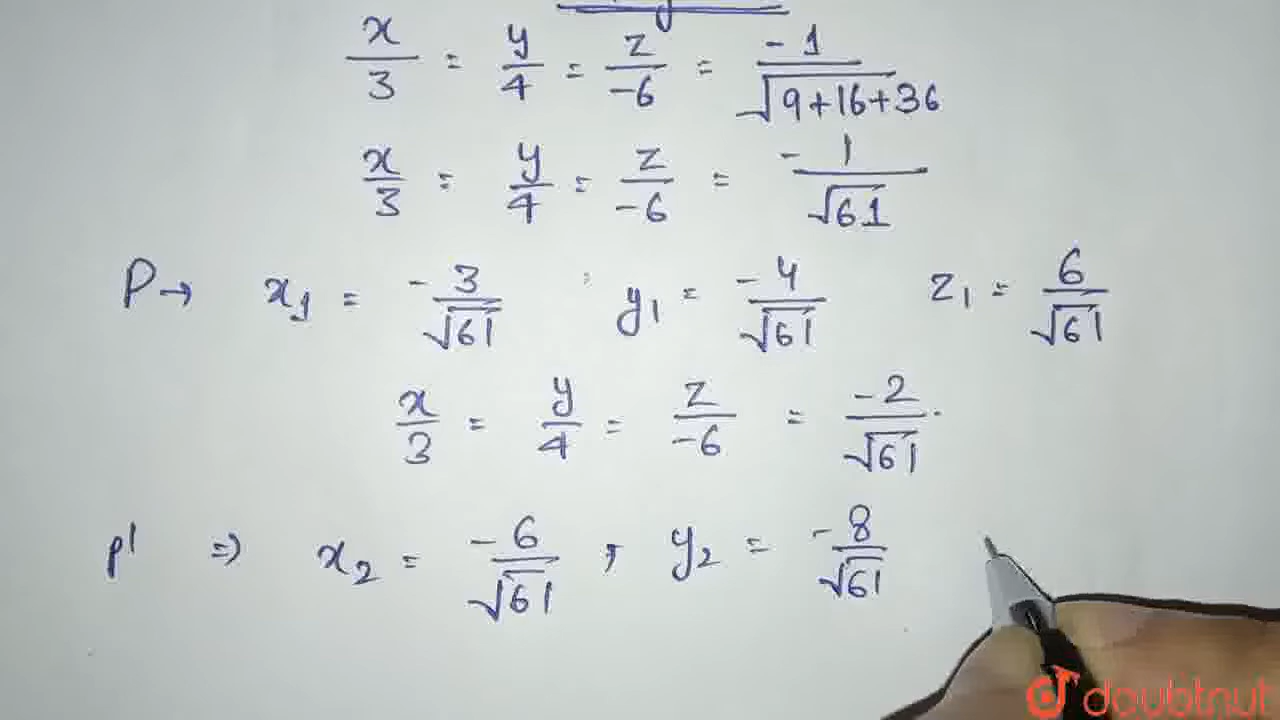 x/3 = y/4 = z/-6 = -1/√9+16+36
x/3 = y/4 = z/-6 = -1/√61
P → x₁ = -3/√61 , y₁ = -4/√61 z₁ = 6/√61
x/3 = y/4 = z/-6 = -2/√61 .
p' ⇒ x₂ = -6/√61 , y₂ = -8/√61
doubtnut